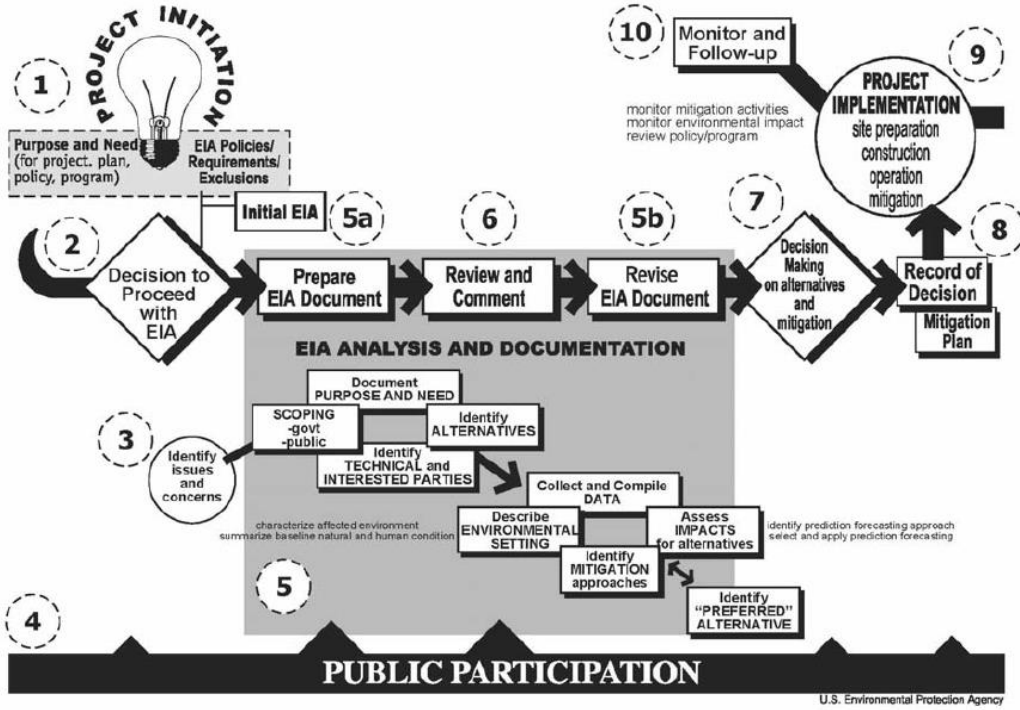 PROJECT INITIATION
1
Purpose and Need
(for project. plan,
policy, program)
EIA Policies/
Requirements/
Exclusions
Initial EIA
2
Decision to
Proceed
with
EIA
5a
Prepare
EIA Document
6
Review and
Comment
5b
Revise
EIA Document
7
Decision
Making
on alternatives
and
mitigation
8
Record of
Decision
Mitigation
Plan
9
PROJECT
IMPLEMENTATION
site preparation
construction
operation
mitigation
10
Monitor and
Follow-up
monitor mitigation activities
monitor environmental impact
review policy/program
EIA ANALYSIS AND DOCUMENTATION
3
Identify
issues
and
concerns
SCOPING
-govt
-public
Document
PURPOSE AND NEED
Identify
ALTERNATIVES
Identify
TECHNICAL and
INTERESTED PARTIES
Collect and Compile
DATA
characterize affected environment
summarize baseline natural and human condition
Describe
ENVIRONMENTAL
SETTING
Assess
IMPACTS
for alternatives
identify prediction forecasting approach
select and apply prediction forecasting
Identify
MITIGATION
approaches
Identify
"PREFERRED"
ALTERNATIVE
5
4
PUBLIC PARTICIPATION
U.S. Environmental Protection Agency